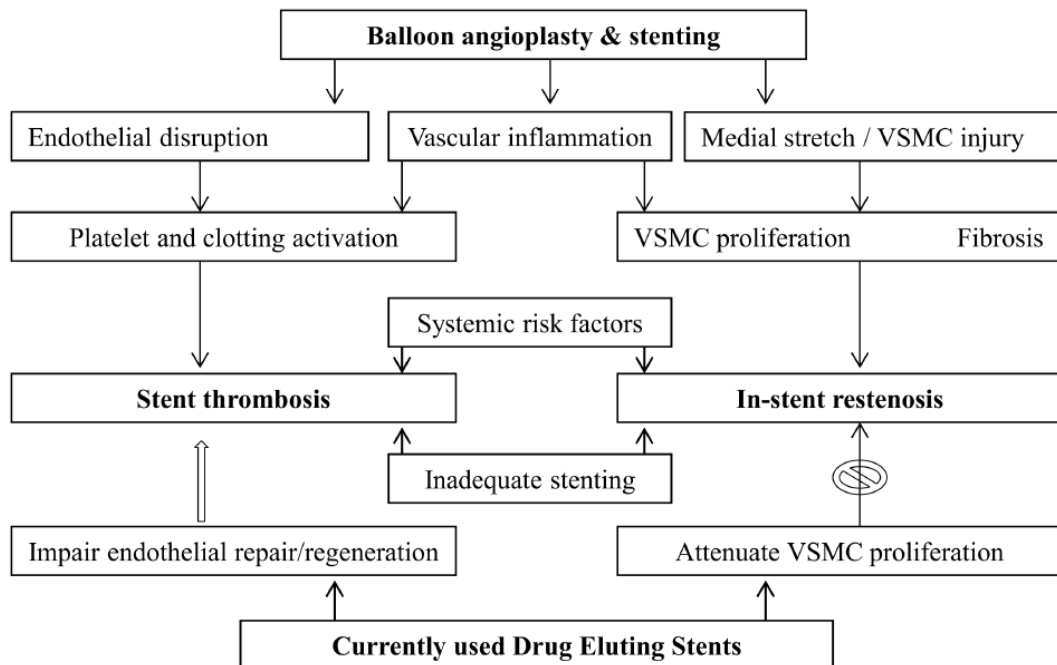 Balloon angioplasty & stenting
Endothelial disruption
Vascular inflammation
Medial stretch / VSMC injury
Platelet and clotting activation
VSMC proliferation Fibrosis
Systemic risk factors
Stent thrombosis
In-stent restenosis
Inadequate stenting
Impair endothelial repair/regeneration
Attenuate VSMC proliferation
Currently used Drug Eluting Stents